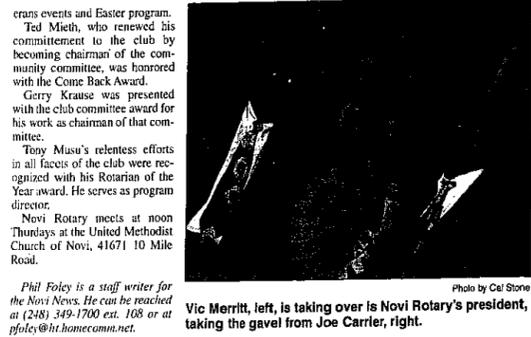 erans events and Easter program.
Ted Mieth, who renewed his
committement to the club by
becoming chairman of the com-
munity committee, was honrored
with the Come Back Award.
Gerry Krause was presented
with the club committee award for
his work as chairman of that com-
mittee.
Tony Musu's relentless efforts
in all facets of the club were rec-
ognized with his Rotarian of the
Year award. He serves as program
director.
Novi Rotary meets at noon
Thurdays at the United Methodist
Church of Novi, 41671 10 Mile
Road.
Phil Foley is a staff writer for
the Novi News. He can be reached
at (248) 349-1700 ext. 108 or at
pfoley@ht.homecomm.net.
Photo by Cal Stone
Vic Merritt, left, is taking over is Novi Rotary's president,
taking the gavel from Joe Carrier, right.